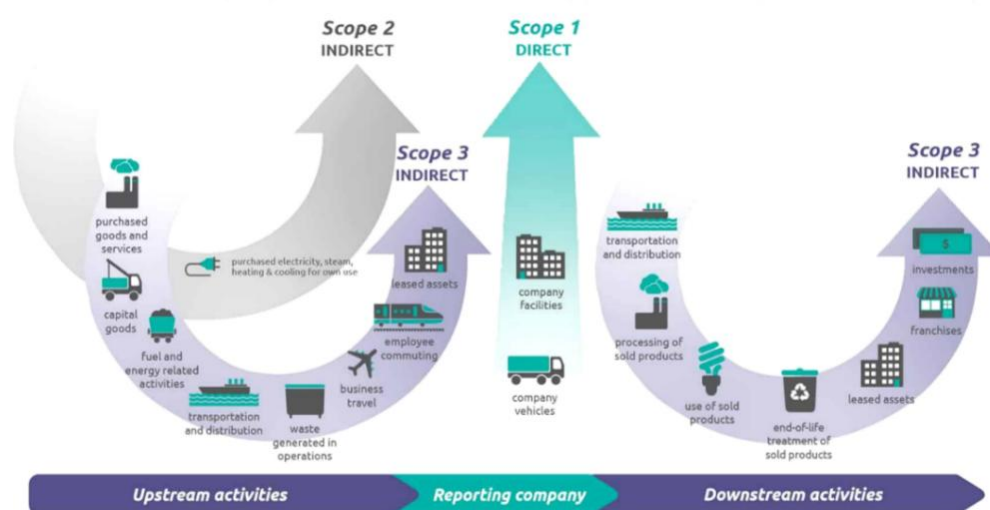 Scope 2
INDIRECT
Scope 1
DIRECT
Scope 3
INDIRECT
Scope 3
INDIRECT
purchased
goods and
services
capital
goods
fuel and
energy related
activities
transportation
and distribution
waste
generated in
operations
business
travel
employee
commuting
leased assets
purchased electricity, steam,
heating & cooling for own use
company
facilities
company
vehicles
transportation
and distribution
processing of
sold products
use of sold
products
end-of-life
treatment of
sold products
leased assets
franchises
$
investments
Upstream activities
Reporting company
Downstream activities